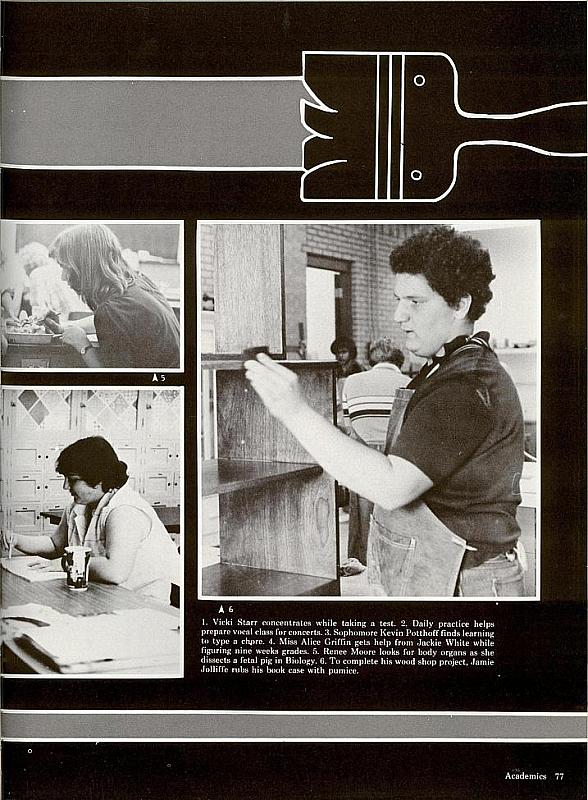 5
6
1. Vicki Starr concentrates while taking a test. 2. Daily practice helps
prepare vocal class for concerts. 3. Sophomore Kevin Potthoff finds learning
to type a chore. 4. Miss Alice Griffin gets help from Jackie White while
figuring nine weeks grades. 5. Renee Moore looks for body organs as she
dissects a fetal pig in Biology. 6. To complete his wood shop project, Jamie
Jolliffe rubs his book case with pumice.
Academics 77